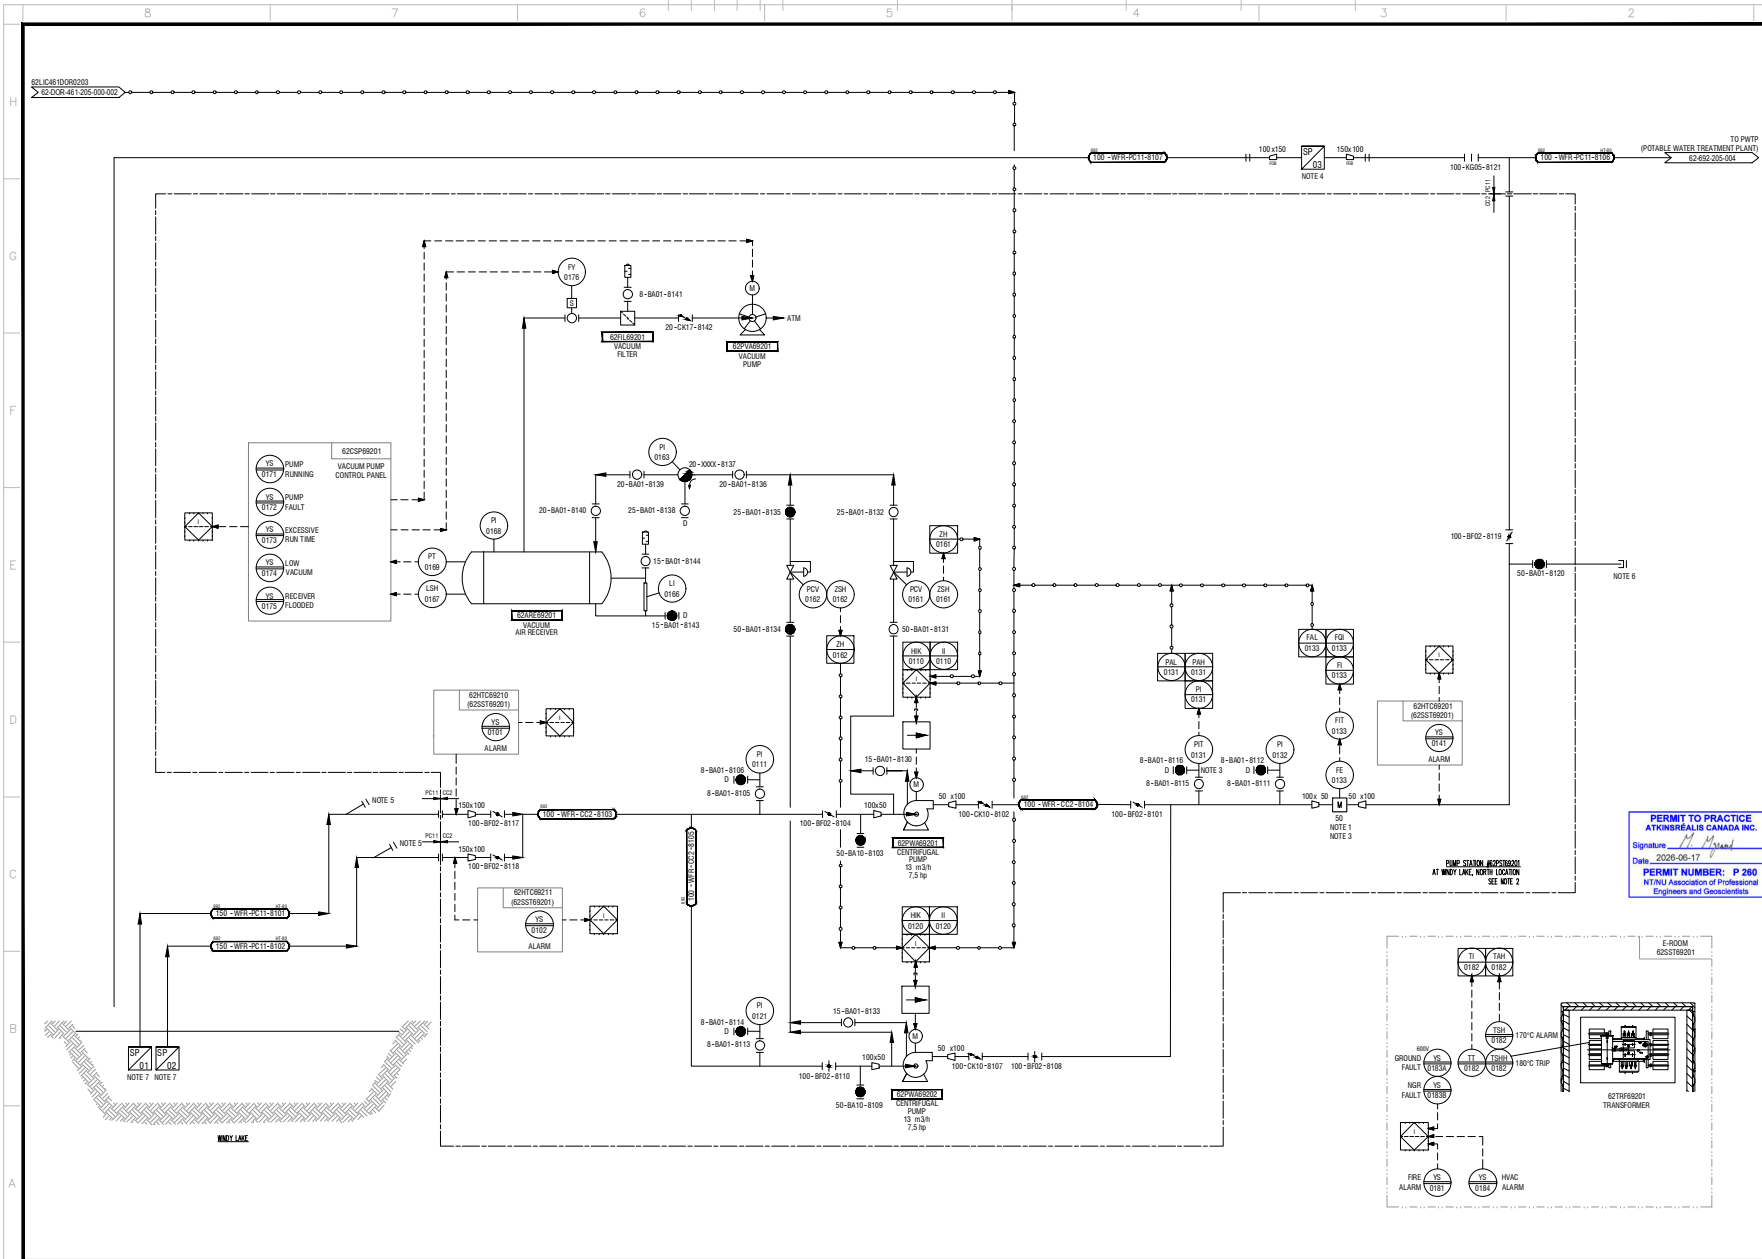 8 7 6 5 4 3 2
H
G
F
E
D
C
B
A
62LIC461DOR0203
62-DOR-461-205-000-002
TO PWTP
(POTABLE WATER TREATMENT PLANT)
62-692-205-004
100 -WFR-PC11-8107
100 x150
SP
03
NOTE 4
150x 100
100-KG05-8121
100 -WFR-PC11-8106
CC2 PC11
FY
0176
S
8-BA01-8141
62FIL69201
VACUUM
FILTER
20-CK17-8142
M
ATM
62PVA69201
VACUUM
PUMP
62CSP69201
VACUUM PUMP
CONTROL PANEL
YS
0171
PUMP
RUNNING
YS
0172
PUMP
FAULT
YS
0173
EXCESSIVE
RUN TIME
YS
0174
LOW
VACUUM
YS
0175
RECEIVER
FLOODED
I
PI
0163
20-XXXX-8137
20-BA01-8139
20-BA01-8136
20-BA01-8140
25-BA01-8138
D
25-BA01-8135
25-BA01-8132
PI
0168
PT
0169
LSH
0167
15-BA01-8144
LI
0166
D
15-BA01-8143
62ARE69201
VACUUM
AIR RECEIVER
PCV
0162
ZSH
0162
PCV
0161
ZSH
0161
ZH
0161
50-BA01-8134
50-BA01-8131
ZH
0162
HIK
0110
II
0110
I
100-BF02-8119
50-BA01-8120
NOTE 6
FAL
0133
FQI
0133
FI
0133
PAL
0131
PAH
0131
PI
0131
FIT
0133
FE
0133
PIT
0131
NOTE 3
8-BA01-8116
D
8-BA01-8115
PI
0132
8-BA01-8112
D
8-BA01-8111
I
62HTC69201
(62SST69201)
YS
0141
ALARM
62HTC69210
(62SST69201)
YS
0101
ALARM
I
PI
0111
8-BA01-8106
D
8-BA01-8105
15-BA01-8130
M
NOTE 5
PC11 CC2
150x100
100-BF02-8117
100 -WFR-CC2-8103
100-BF02-8104
100x50
50 x100
100-CK10-8102
100 -WFR-CC2-8104
100-BF02-8101
100x 50
M
50 x100
50
NOTE 1
NOTE 3
NOTE 5
PC11 CC2
150x100
100-BF02-8118
100 -WFR-CC2-8105
50-BA10-8103
62PWA69201
CENTRIFUGAL
PUMP
13 m3/h
7,5 hp
PUMP STATION #62PST69201
AT WINDY LAKE, NORTH LOCATION
SEE NOTE 2
PERMIT TO PRACTICE
ATKINSRÉALIS CANADA INC.
Signature
Date 2026-06-17
PERMIT NUMBER: P 260
NT/NU Association of Professional
Engineers and Geoscientists
62HTC69211
(62SST69201)
YS
0102
ALARM
I
150 -WFR-PC11-8101
150 -WFR-PC11-8102
HIK
0120
II
0120
I
PI
0121
8-BA01-8114
D
8-BA01-8113
15-BA01-8133
M
100-BF02-8110
100x50
50 x100
100-CK10-8107
100-BF02-8108
50-BA10-8109
62PWA69202
CENTRIFUGAL
PUMP
13 m3/h
7,5 hp
SP
01
SP
02
NOTE 7
NOTE 7
WINDY LAKE
E-ROOM
62SST69201
TI
0182
TAH
0182
TSH
0182
170°C ALARM
TT
0182
TSHH
0182
180°C TRIP
600V
GROUND
FAULT
YS
0183A
NGR
FAULT
YS
0183B
I
FIRE
ALARM
YS
0181
YS
0184
HVAC
ALARM
62TRF69201
TRANSFORMER